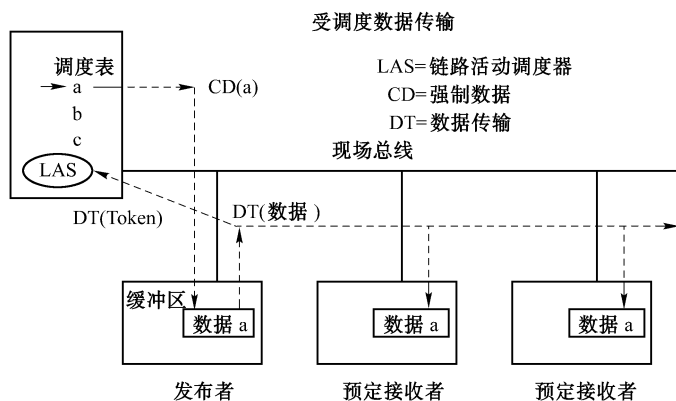 受调度数据传输
调度表
LAS=链路活动调度器
a
CD(a)
CD=强制数据
b
DT=数据传输
c
现场总线
LAS
DT(Token)
DT(数据)
缓冲区
数据 a
数据 a
数据 a
发布者
预定接收者
预定接收者